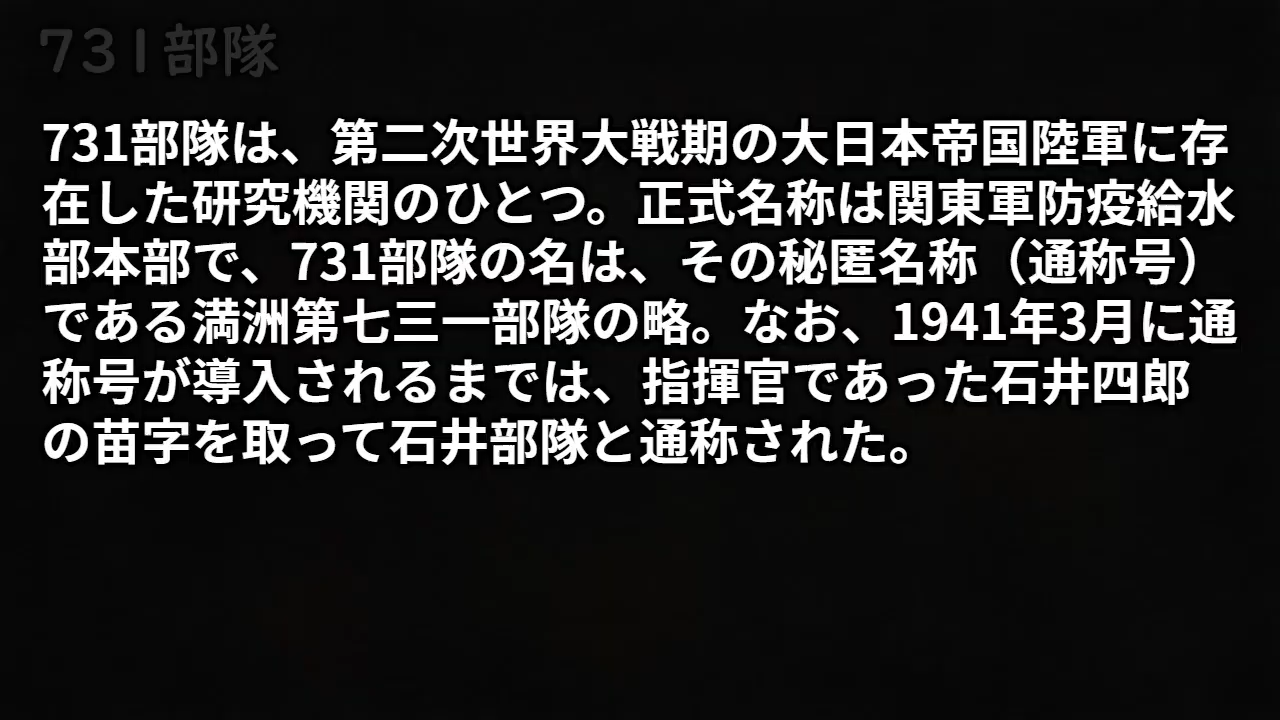 731部隊
731部隊は、第二次世界大戦期の大日本帝国陸軍に存
在した研究機関のひとつ。正式名称は関東軍防疫給水
部本部で、731部隊の名は、その秘匿名称（通称号）
である満洲第七三一部隊の略。なお、1941年3月に通
称号が導入されるまでは、指揮官であった石井四郎
の苗字を取って石井部隊と通称された。